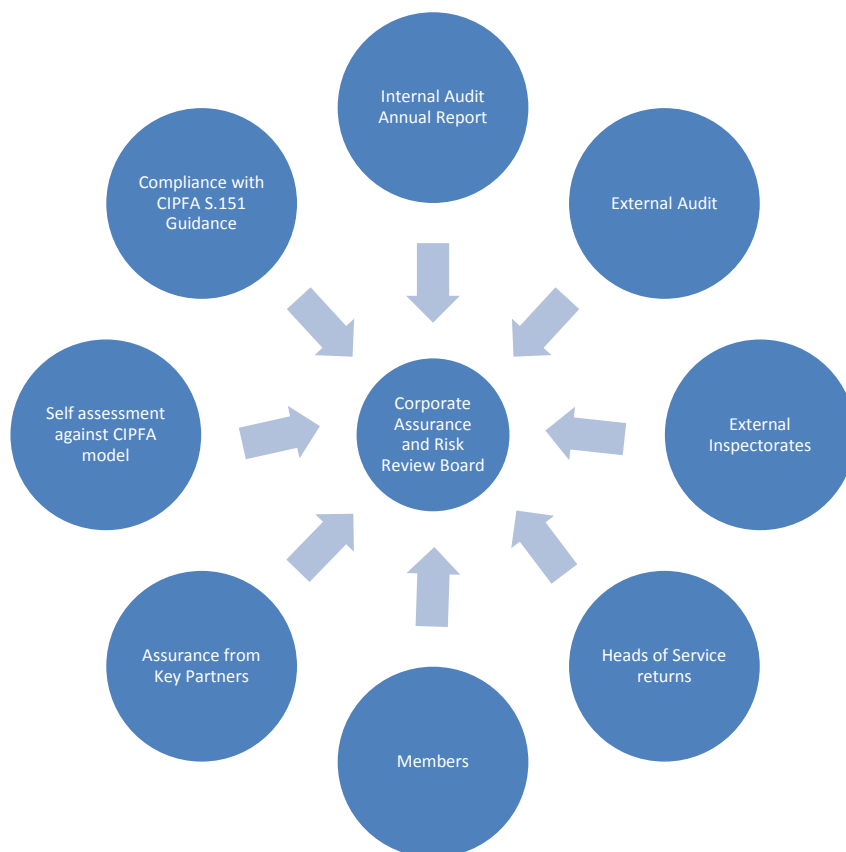 Internal Audit
Annual Report
External Audit
External
Inspectorates
Heads of Service
returns
Members
Assurance from
Key Partners
Self assessment
against CIPFA
model
Compliance with
CIPFA S.151
Guidance
Corporate
Assurance
and Risk
Review Board